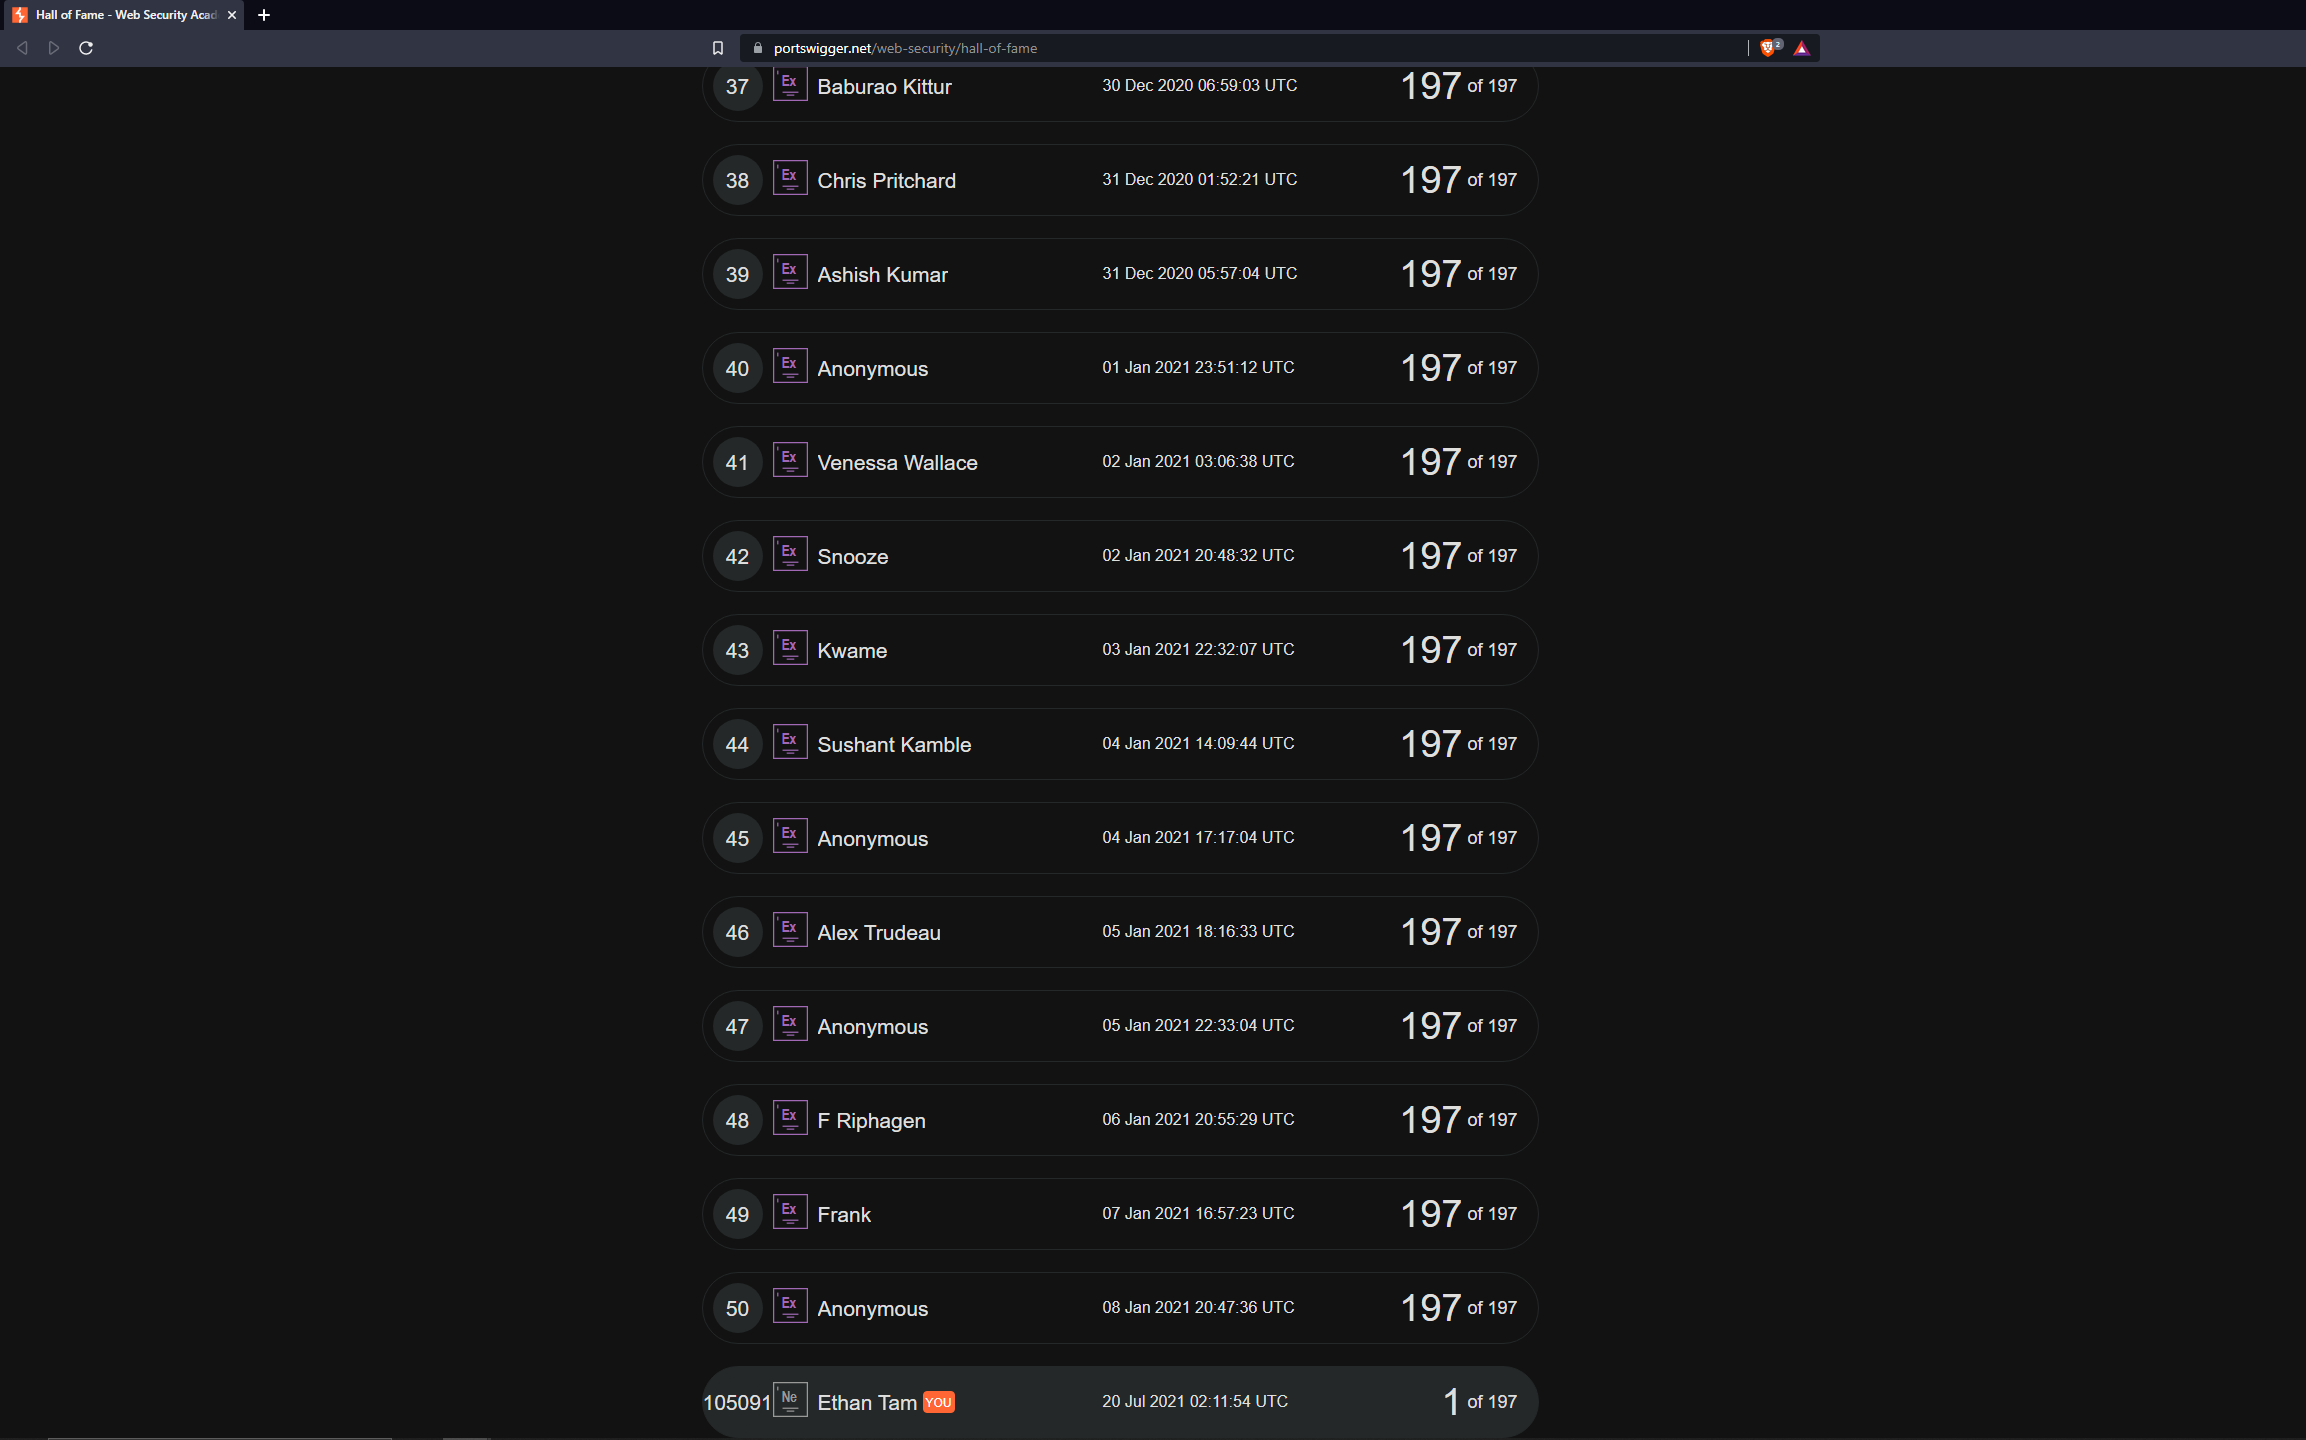 Hall of Fame - Web Security Acad
portswigger.net/web-security/hall-of-fame
2
37 Ex Baburao Kittur 30 Dec 2020 06:59:03 UTC 197 of 197
38 Ex Chris Pritchard 31 Dec 2020 01:52:21 UTC 197 of 197
39 Ex Ashish Kumar 31 Dec 2020 05:57:04 UTC 197 of 197
40 Ex Anonymous 01 Jan 2021 23:51:12 UTC 197 of 197
41 Ex Venessa Wallace 02 Jan 2021 03:06:38 UTC 197 of 197
42 Ex Snooze 02 Jan 2021 20:48:32 UTC 197 of 197
43 Ex Kwame 03 Jan 2021 22:32:07 UTC 197 of 197
44 Ex Sushant Kamble 04 Jan 2021 14:09:44 UTC 197 of 197
45 Ex Anonymous 04 Jan 2021 17:17:04 UTC 197 of 197
46 Ex Alex Trudeau 05 Jan 2021 18:16:33 UTC 197 of 197
47 Ex Anonymous 05 Jan 2021 22:33:04 UTC 197 of 197
48 Ex F Riphagen 06 Jan 2021 20:55:29 UTC 197 of 197
49 Ex Frank 07 Jan 2021 16:57:23 UTC 197 of 197
50 Ex Anonymous 08 Jan 2021 20:47:36 UTC 197 of 197
105091 Ne Ethan Tam YOU 20 Jul 2021 02:11:54 UTC 1 of 197